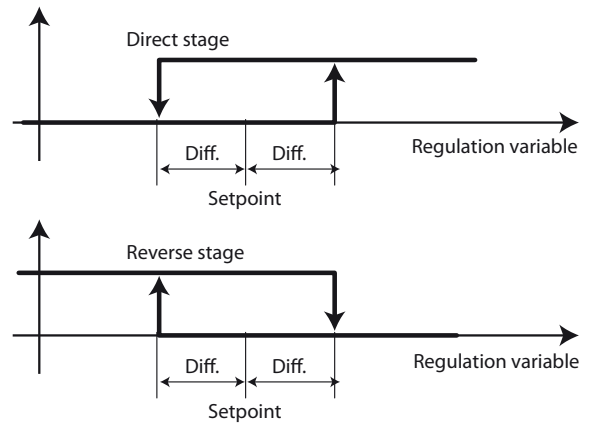 Direct stage
Regulation variable
Diff. Diff.
Setpoint
Reverse stage
Regulation variable
Diff. Diff.
Setpoint